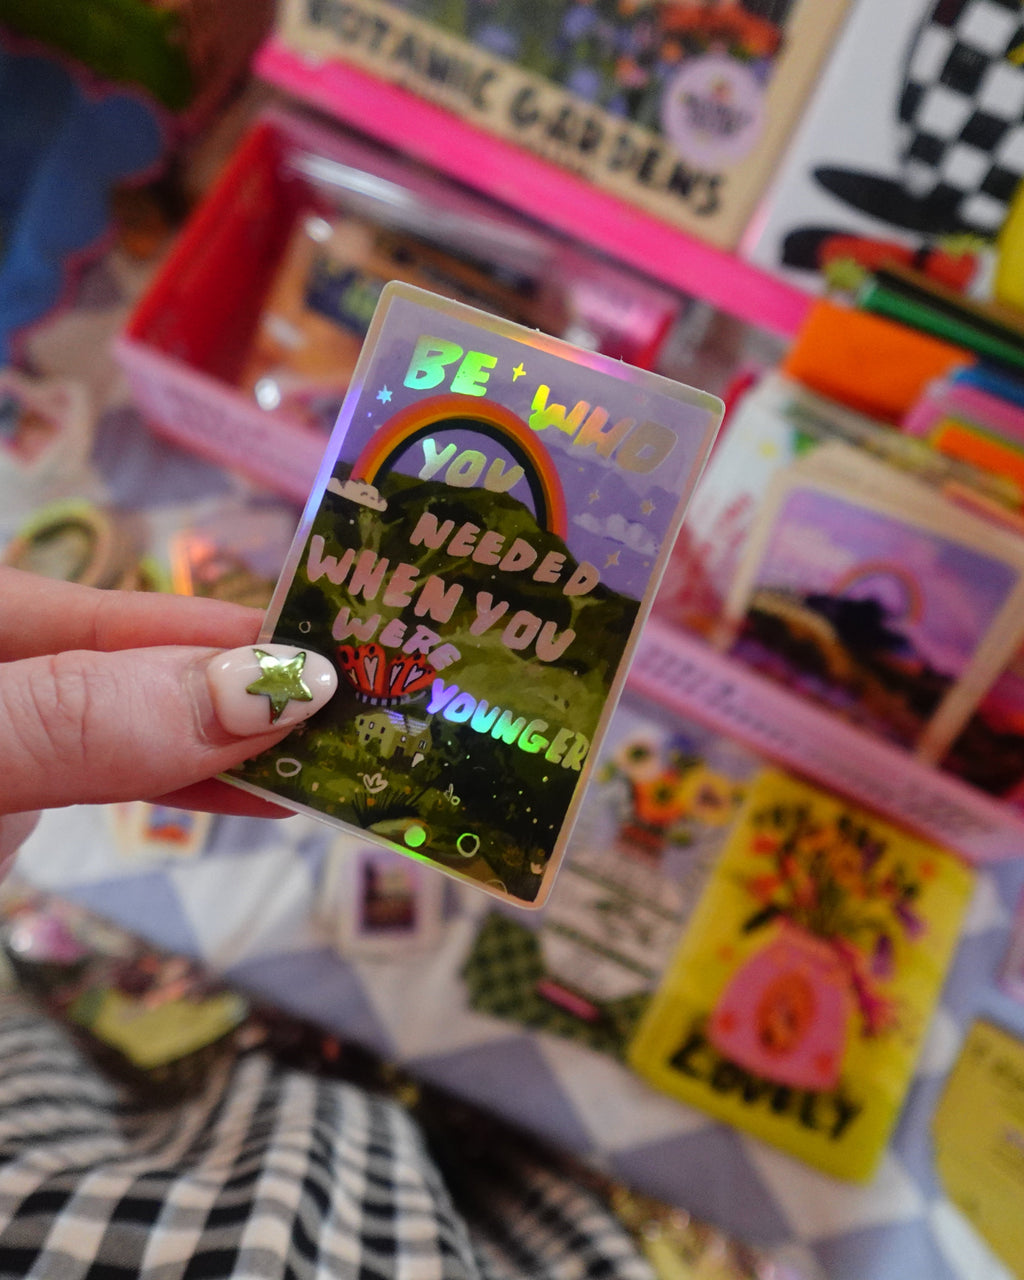 BOTANIC GARDENS
BE WHO
YOU
NEEDED
WHEN YOU
WERE
YOUNGER
LOVELY